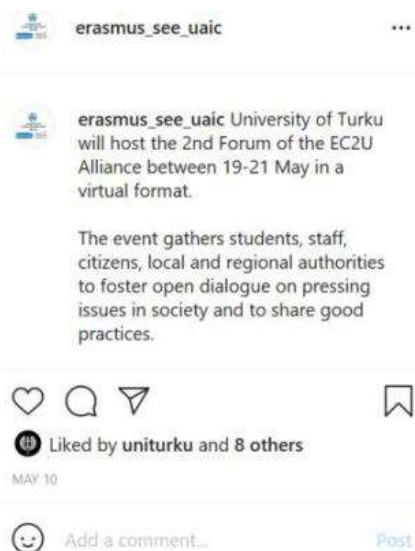 erasmus_see_uaic
erasmus_see_uaic University of Turku
will host the 2nd Forum of the EC2U
Alliance between 19-21 May in a
virtual format.
The event gathers students, staff,
citizens, local and regional authorities
to foster open dialogue on pressing
issues in society and to share good
practices.
Liked by uniturku and 8 others
MAY 10
Add a comment...
Post